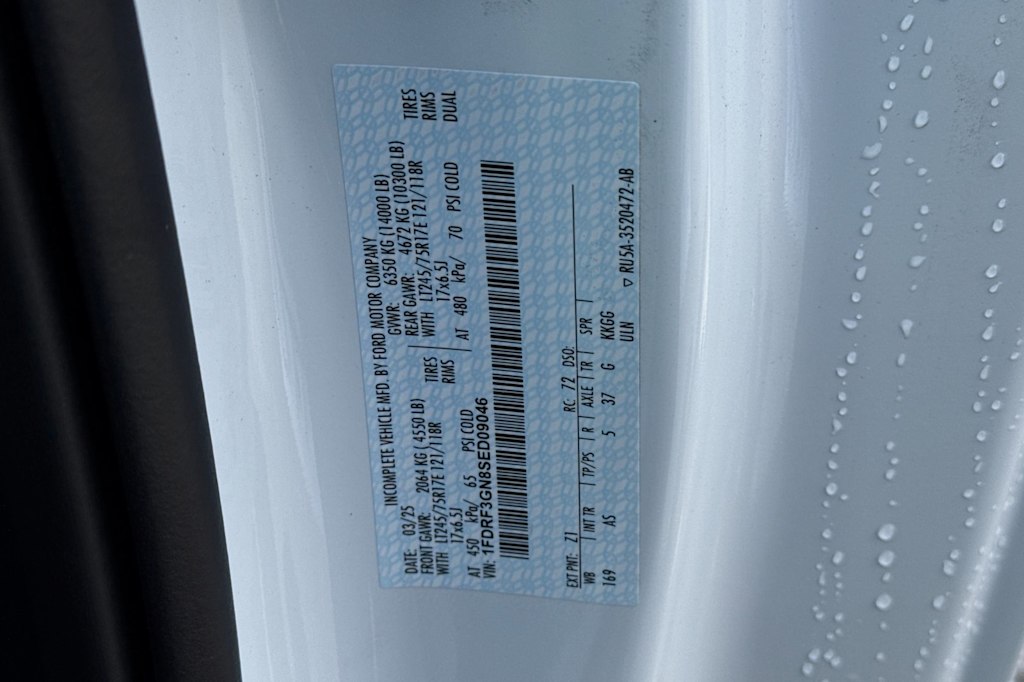 INCOMPLETE VEHICLE MFD. BY FORD MOTOR COMPANY
DATE: 03/25 GVWR: 6350 KG (14000 LB)
FRONT GAWR: 2064 KG ( 4550 LB) REAR GAWR: 4672 KG (10300 LB)
WITH LT245/75R17E 121/118R TIRES WITH LT245/75R17E 121/118R TIRES
17x6.5J RIMS 17x6.5J RIMS
AT 450 kPa/ 65 PSI COLD AT 480 kPa/ 70 PSI COLD DUAL
VIN: 1FDRF3GN8SED09046
EXT PNT: Z1 RC: 72 DSO:
WB INT TR TP/PS R AXLE TR SPR
169 AS 5 37 G KKGG
ULN
▽ RU5A-3520472-AB